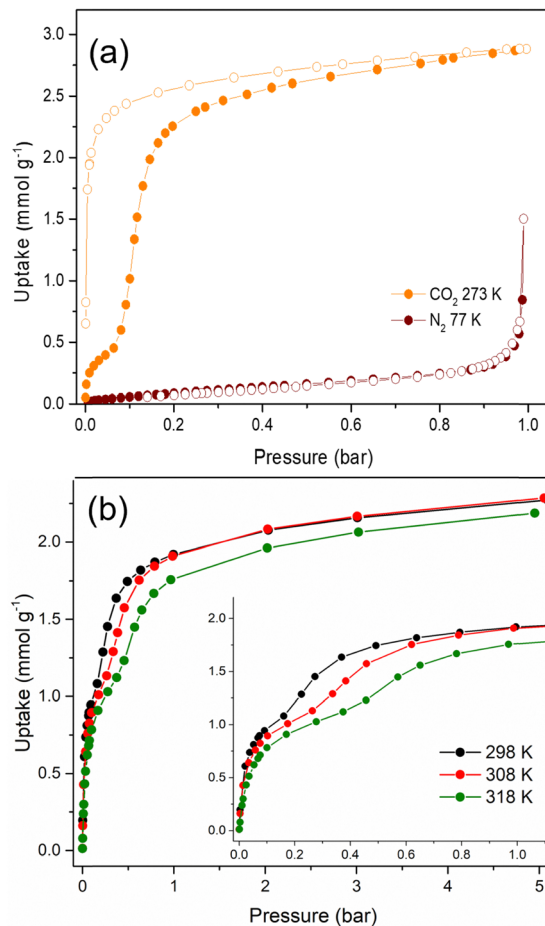 (a)
3.0
2.5
2.0
1.5
1.0
0.5
0.0
Uptake (mmol g⁻¹)
CO₂ 273 K
N₂ 77 K
0.0 0.2 0.4 0.6 0.8 1.0
Pressure (bar)
(b)
2.0
1.5
1.0
0.5
0.0
Uptake (mmol g⁻¹)
2.0
1.5
1.0
0.5
0.0
298 K
308 K
318 K
0.0 0.2 0.4 0.6 0.8 1.0
0 1 2 3 4 5
Pressure (bar)